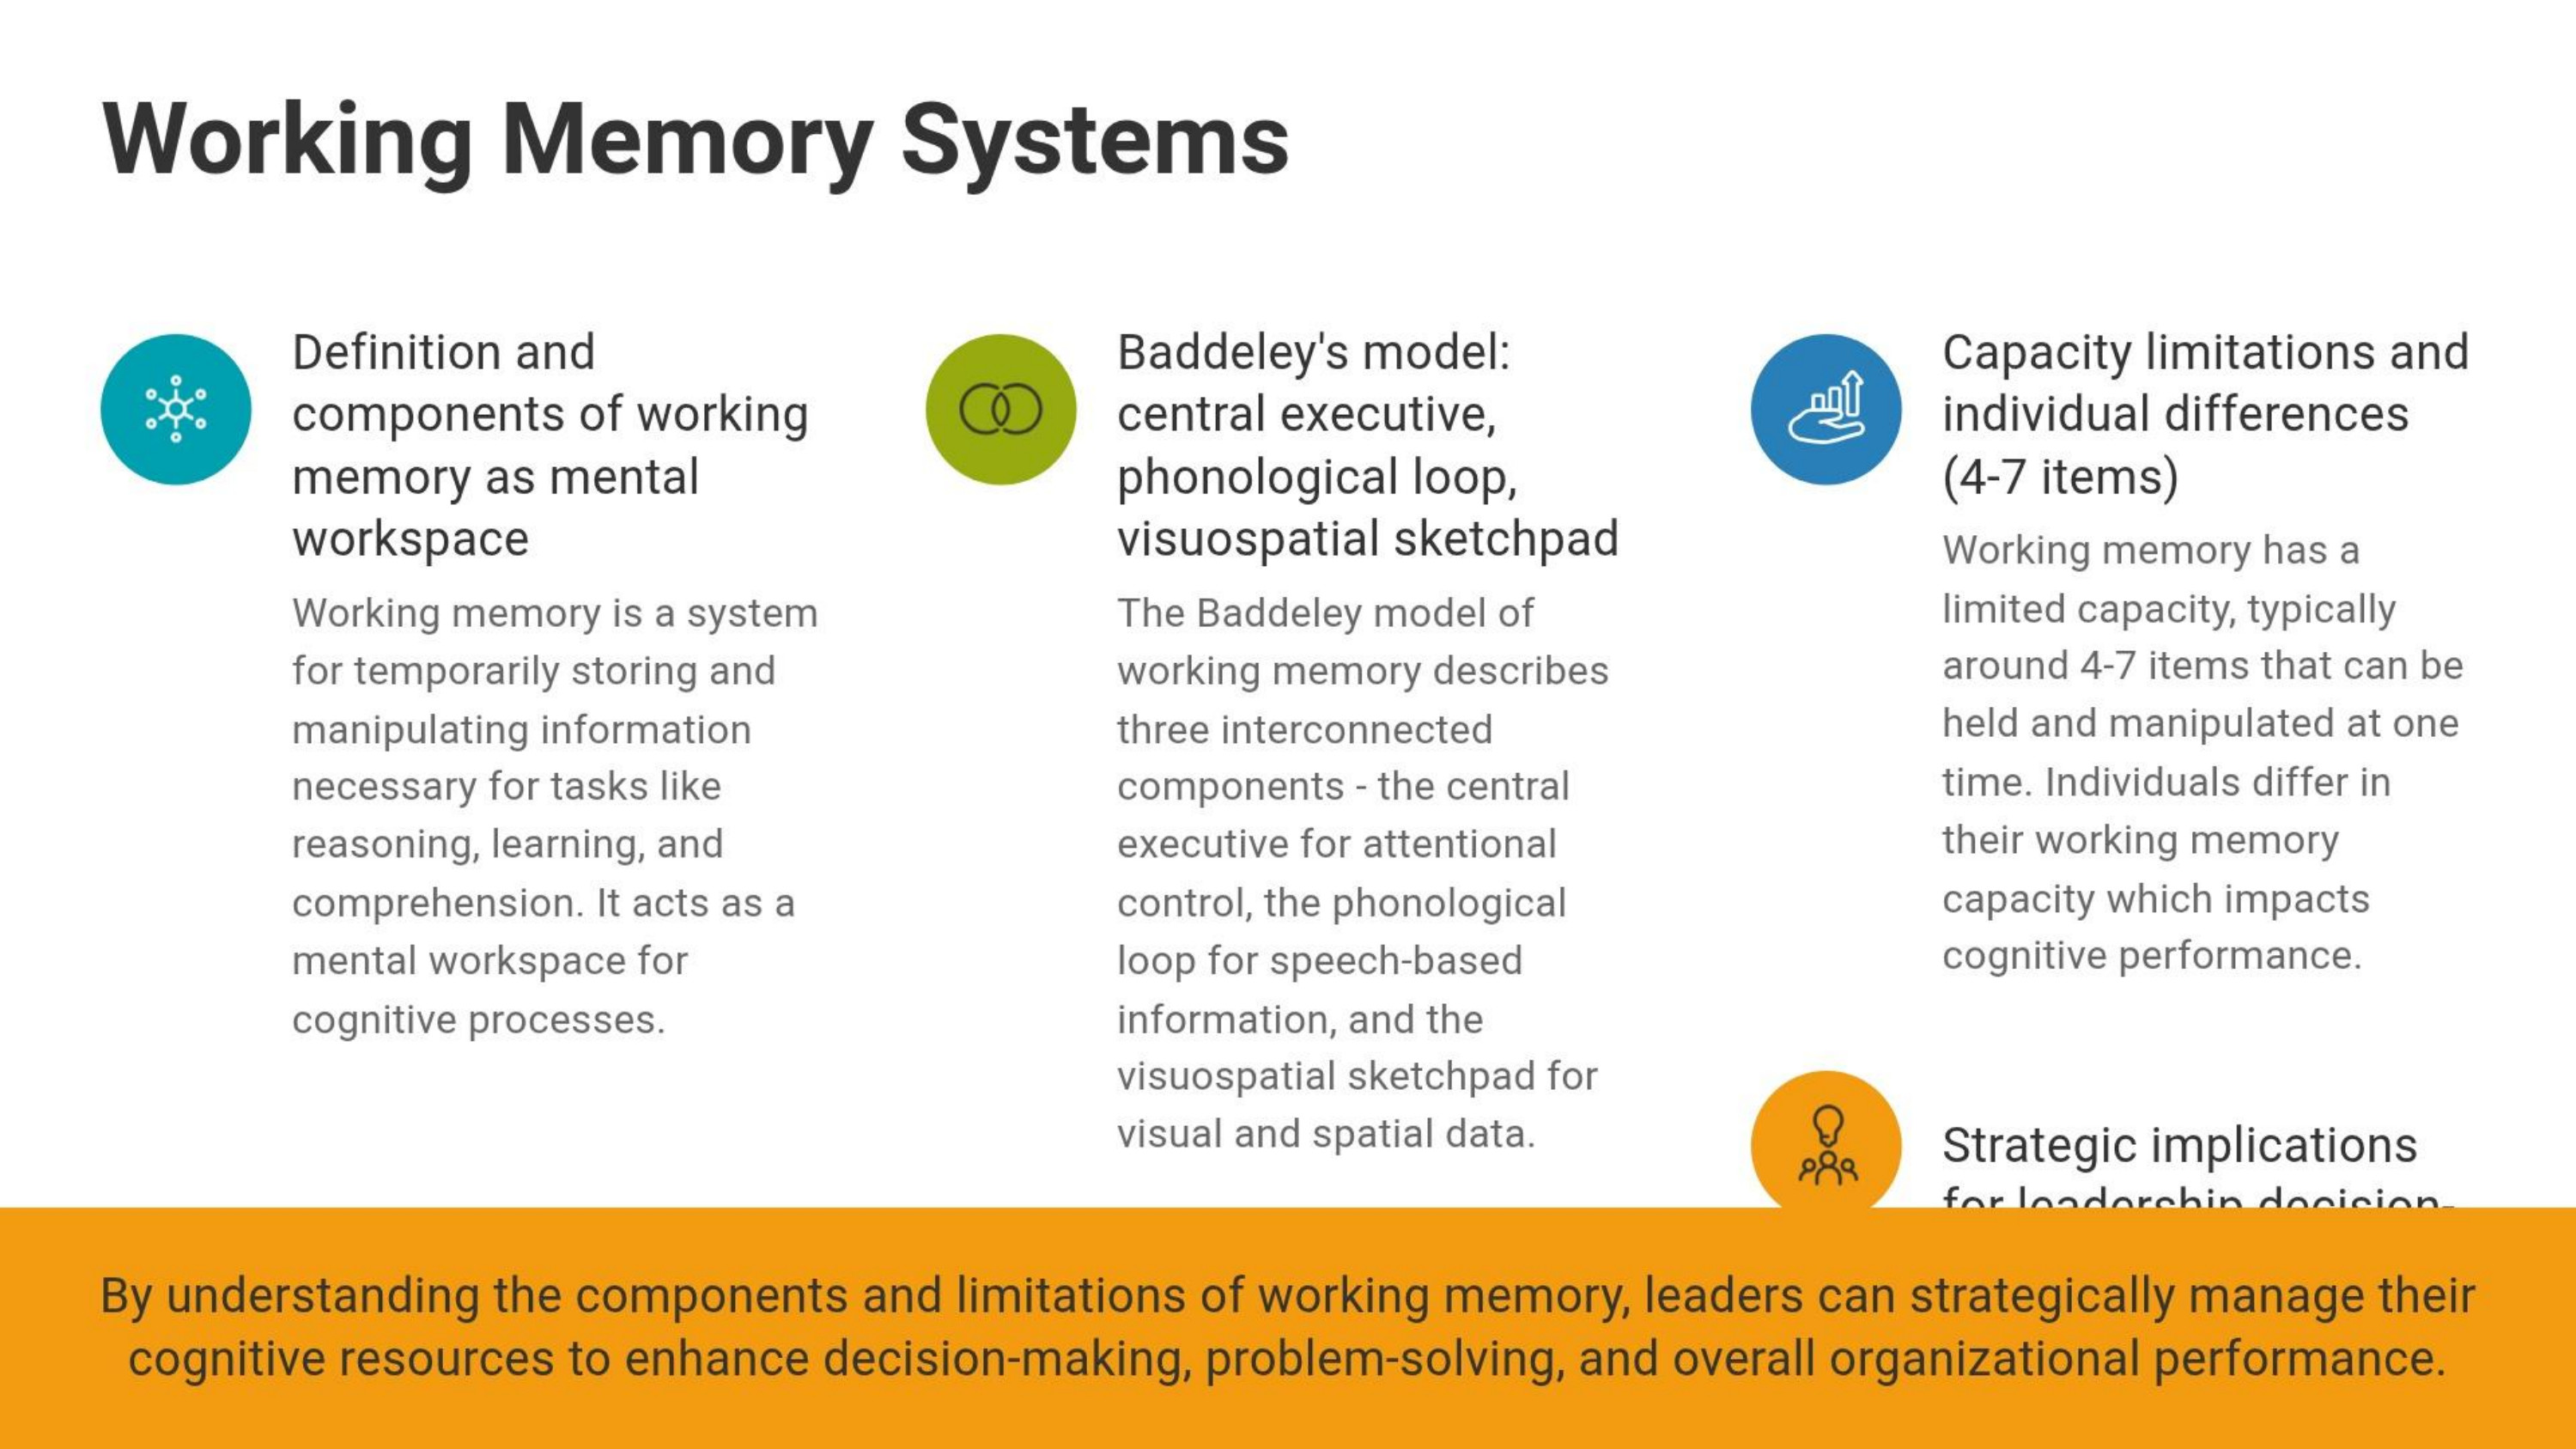 Working Memory Systems
Definition and
components of working
memory as mental
workspace
Working memory is a system
for temporarily storing and
manipulating information
necessary for tasks like
reasoning, learning, and
comprehension. It acts as a
mental workspace for
cognitive processes.
Baddeley's model:
central executive,
phonological loop,
visuospatial sketchpad
The Baddeley model of
working memory describes
three interconnected
components - the central
executive for attentional
control, the phonological
loop for speech-based
information, and the
visuospatial sketchpad for
visual and spatial data.
Capacity limitations and
individual differences
(4-7 items)
Working memory has a
limited capacity, typically
around 4-7 items that can be
held and manipulated at one
time. Individuals differ in
their working memory
capacity which impacts
cognitive performance.
Strategic implications
for leadership decision-
By understanding the components and limitations of working memory, leaders can strategically manage their
cognitive resources to enhance decision-making, problem-solving, and overall organizational performance.